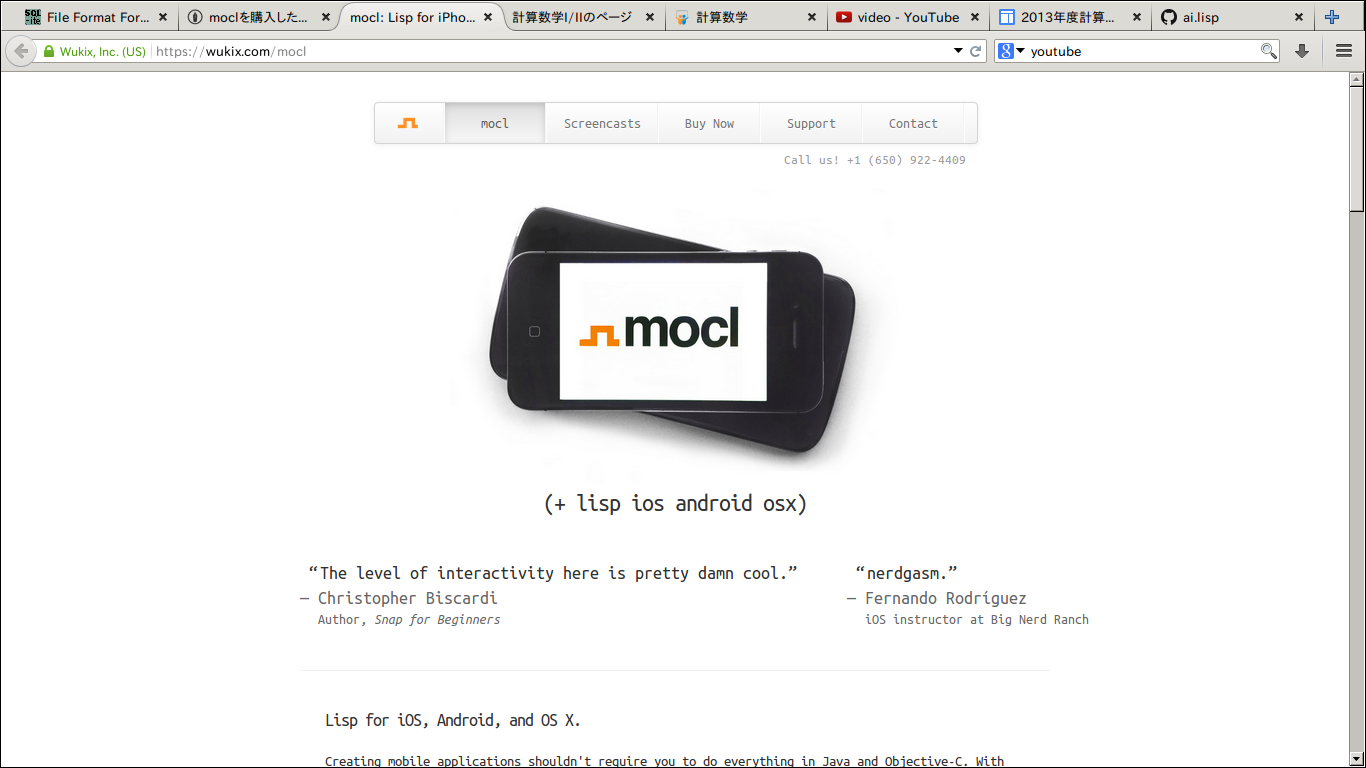 SQL ite File Format For...
moclを購入した...
mocl: Lisp for iPho...
計算数学I/IIのページ
計算数学
video - YouTube
2013年度計算...
ai.lisp
Wukix, Inc. (US)
https://wukix.com/mocl
8
youtube
mocl
Screencasts
Buy Now
Support
Contact
Call us! +1 (650) 922-4409
mocl
(+ lisp ios android osx)
“The level of interactivity here is pretty damn cool.”
— Christopher Biscardi
Author, Snap for Beginners
“nerdgasm.”
— Fernando Rodríguez
iOS instructor at Big Nerd Ranch
Lisp for iOS, Android, and OS X.
Creating mobile applications shouldn't require you to do everything in Java and Objective-C. With